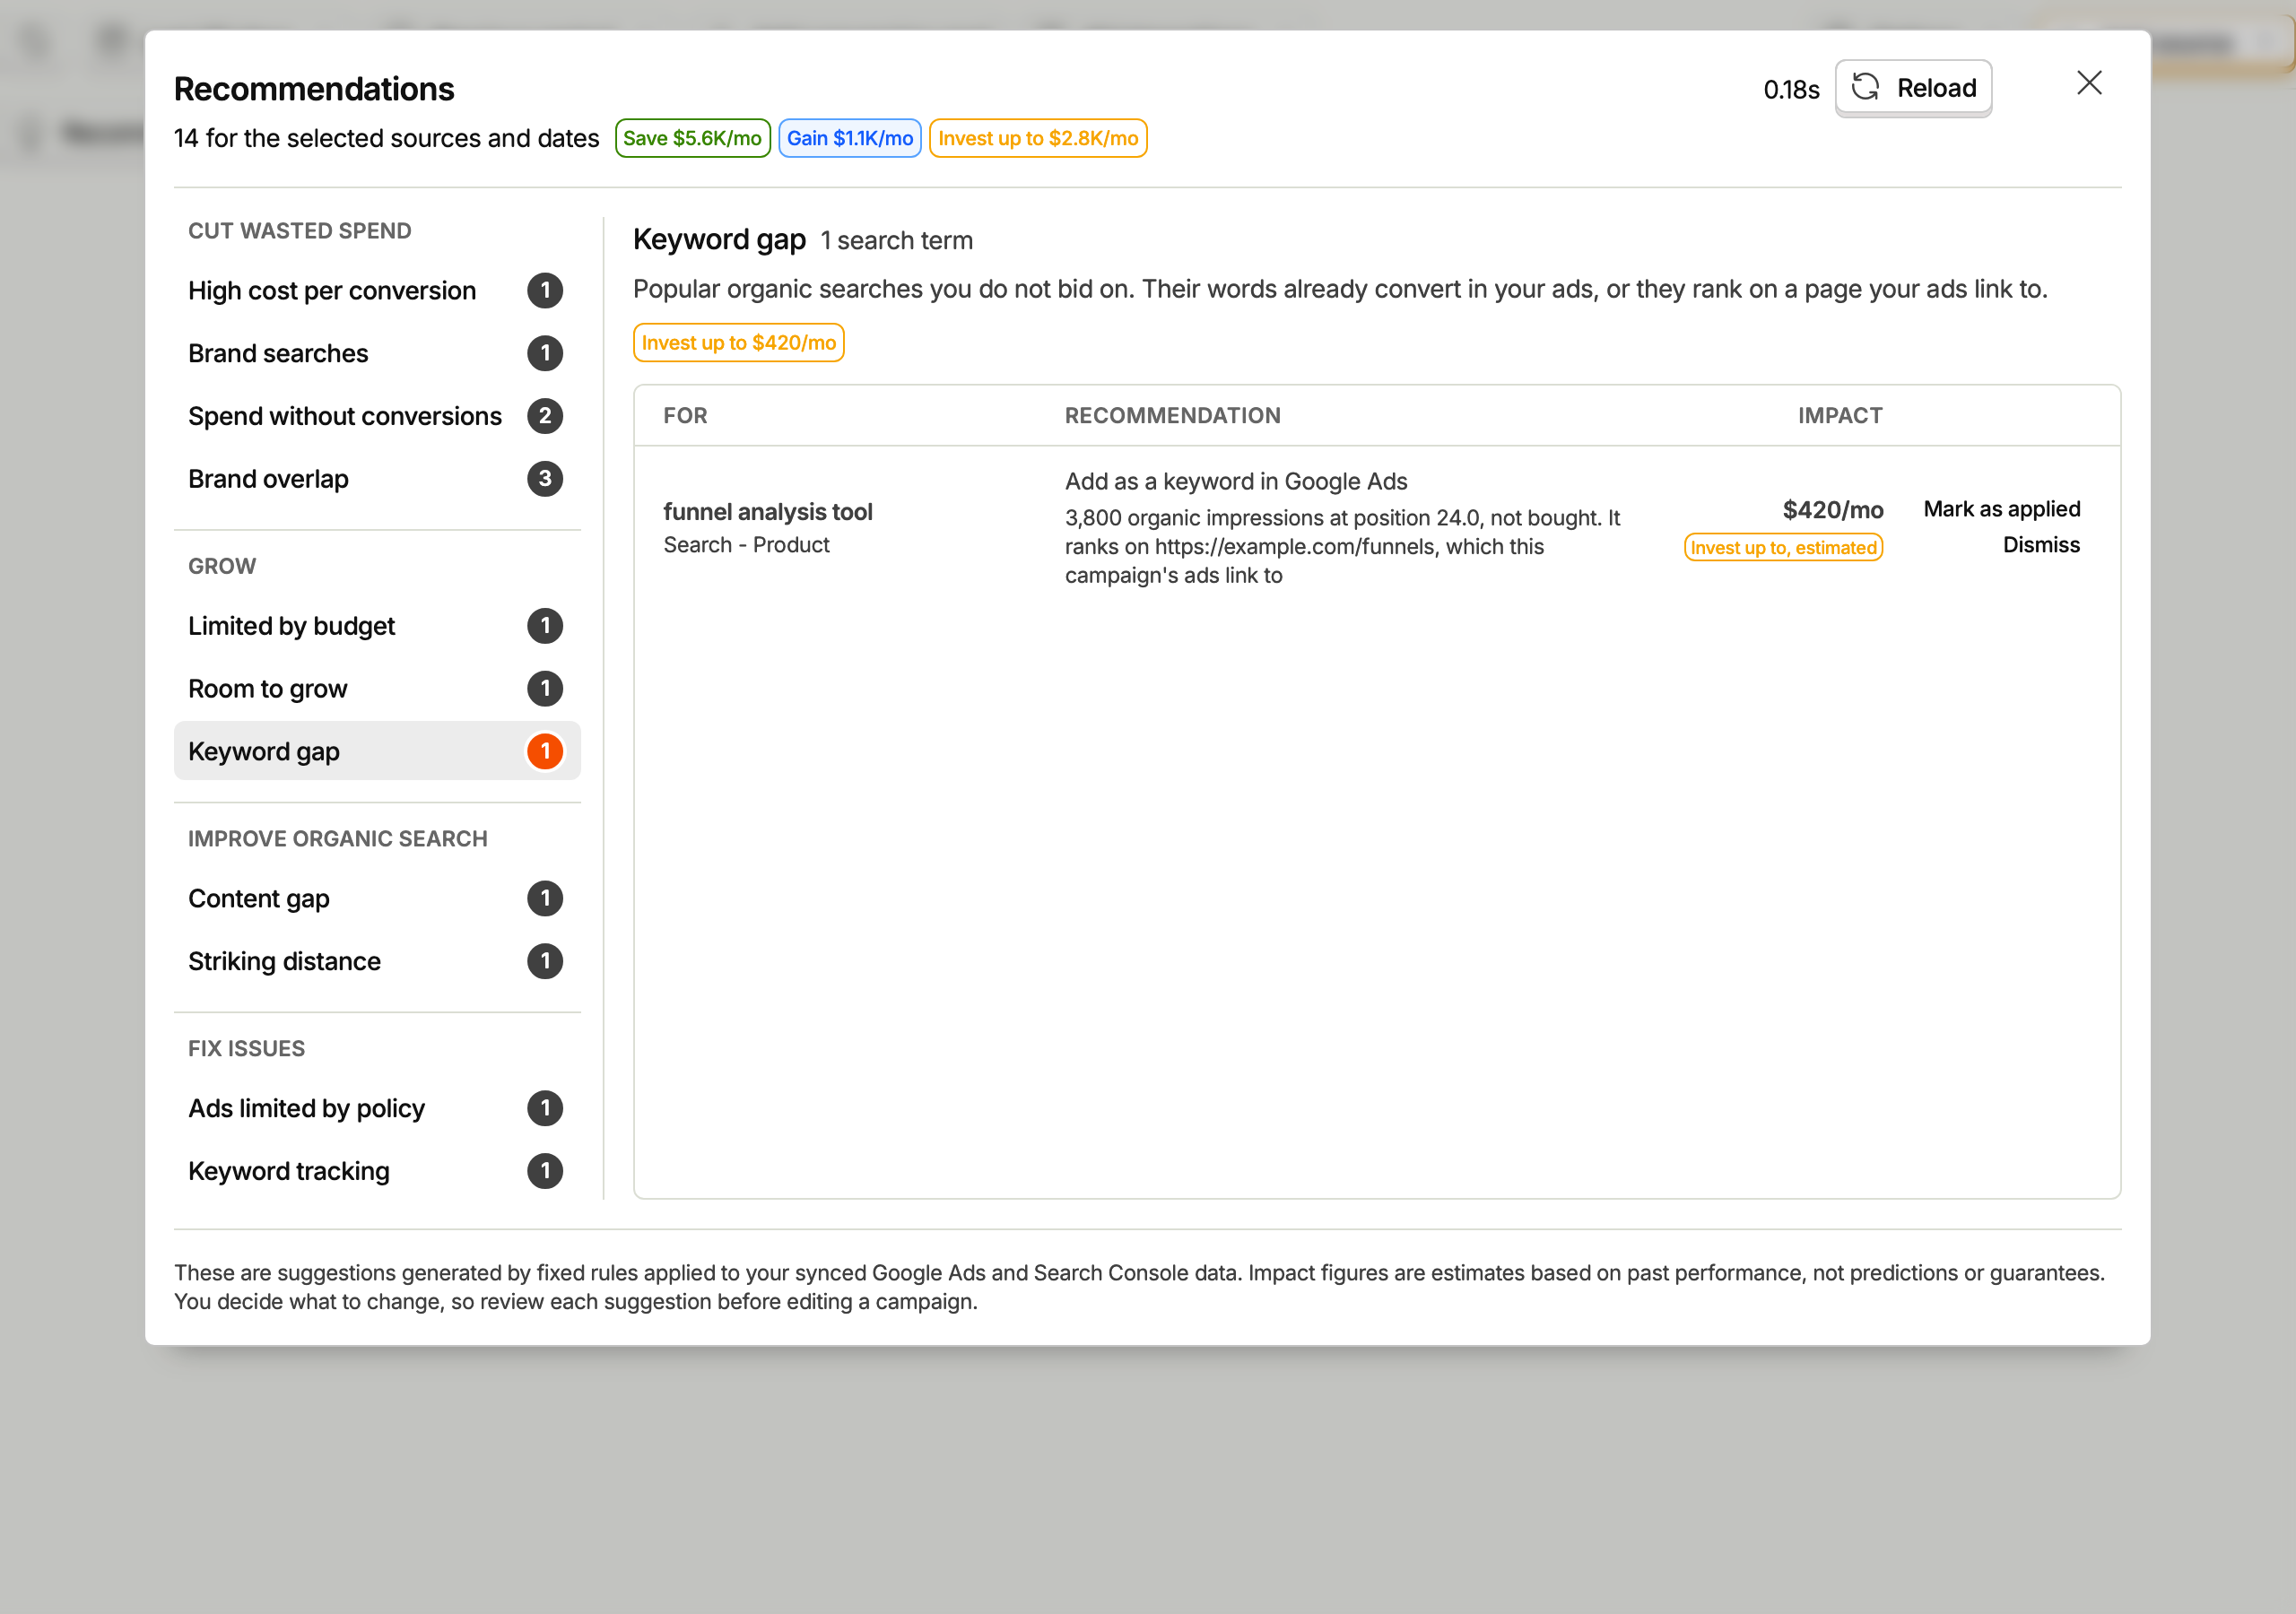 Recommendations
0.18s
Reload
14 for the selected sources and dates
Save $5.6K/mo
Gain $1.1K/mo
Invest up to $2.8K/mo
CUT WASTED SPEND
High cost per conversion 1
Brand searches 1
Spend without conversions 2
Brand overlap 3
GROW
Limited by budget 1
Room to grow 1
Keyword gap 1
IMPROVE ORGANIC SEARCH
Content gap 1
Striking distance 1
FIX ISSUES
Ads limited by policy 1
Keyword tracking 1
Keyword gap 1 search term
Popular organic searches you do not bid on. Their words already convert in your ads, or they rank on a page your ads link to.
Invest up to $420/mo
FOR RECOMMENDATION IMPACT
funnel analysis tool
Search - Product
Add as a keyword in Google Ads
3,800 organic impressions at position 24.0, not bought. It
ranks on https://example.com/funnels, which this
campaign's ads link to
$420/mo
Invest up to, estimated
Mark as applied
Dismiss
These are suggestions generated by fixed rules applied to your synced Google Ads and Search Console data. Impact figures are estimates based on past performance, not predictions or guarantees.
You decide what to change, so review each suggestion before editing a campaign.